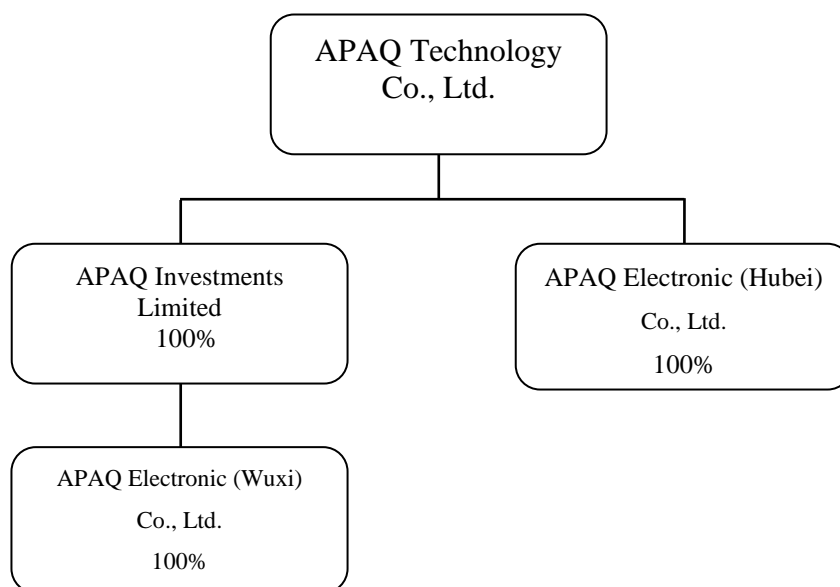 APAQ Technology
Co., Ltd.
APAQ Investments
Limited
100%
APAQ Electronic (Hubei)
Co., Ltd.
100%
APAQ Electronic (Wuxi)
Co., Ltd.
100%